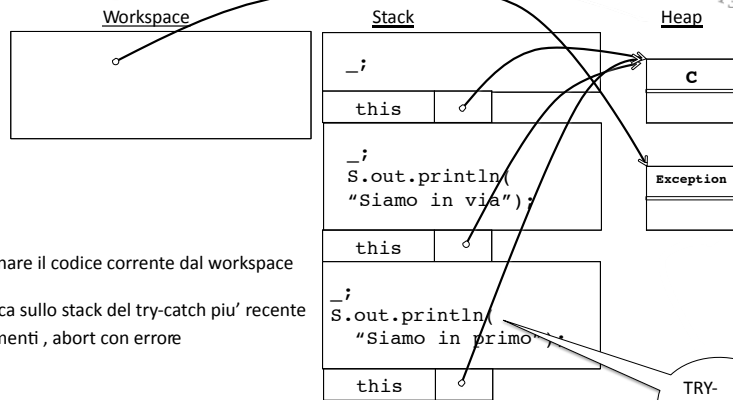 Workspace
Stack
Heap
_;
this
C
_;
S.out.println(
“Siamo in via”);
Exception
this
mare il codice corrente dal workspace
ca sullo stack del try-catch piu’ recente
menti , abort con errore
_;
S.out.println(
“Siamo in primo”);
this
TRY-